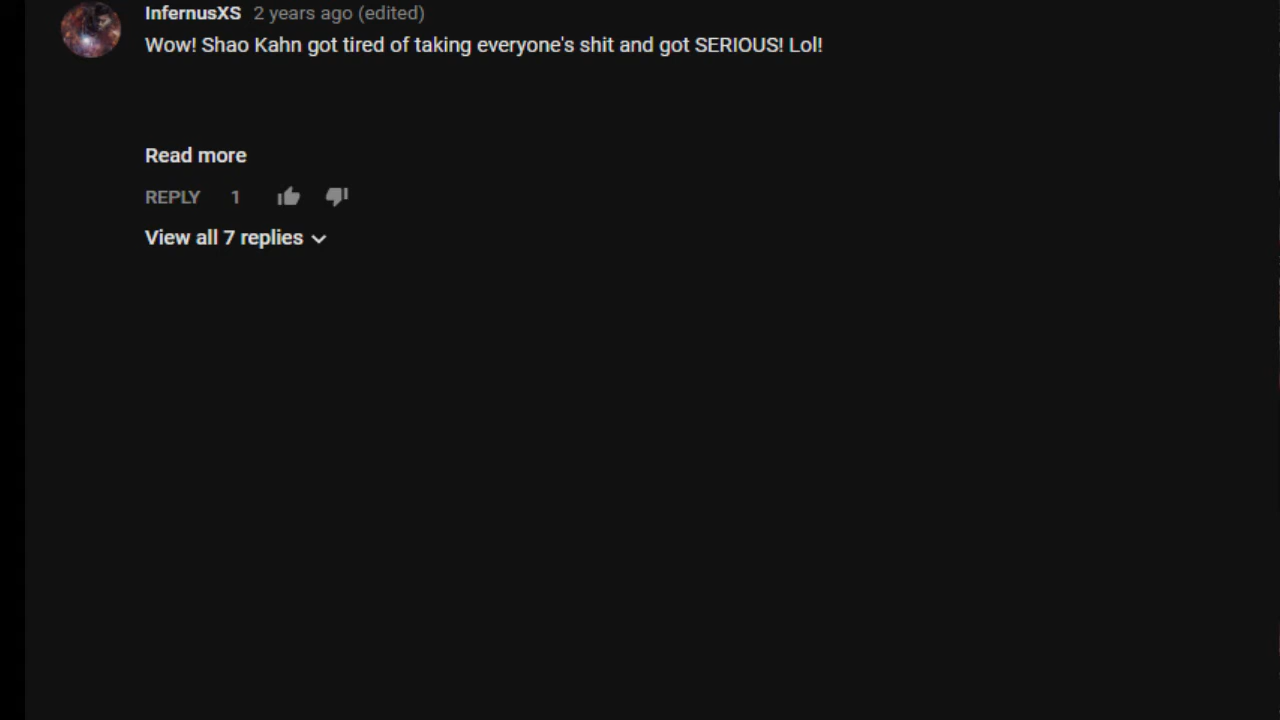 InfernusXS 2 years ago (edited)
Wow! Shao Kahn got tired of taking everyone's shit and got SERIOUS! Lol!
Read more
REPLY 1
View all 7 replies